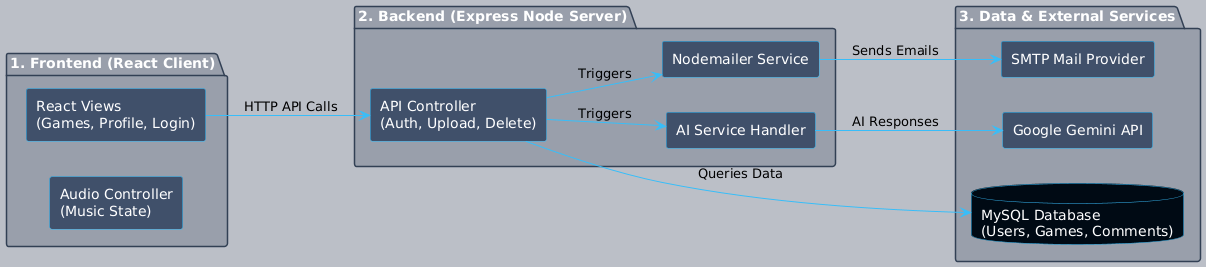 1. Frontend (React Client)
React Views
(Games, Profile, Login)
Audio Controller
(Music State)
HTTP API Calls
2. Backend (Express Node Server)
API Controller
(Auth, Upload, Delete)
Triggers
Triggers
Nodemailer Service
AI Service Handler
Queries Data
Sends Emails
AI Responses
3. Data & External Services
SMTP Mail Provider
Google Gemini API
MySQL Database
(Users, Games, Comments)